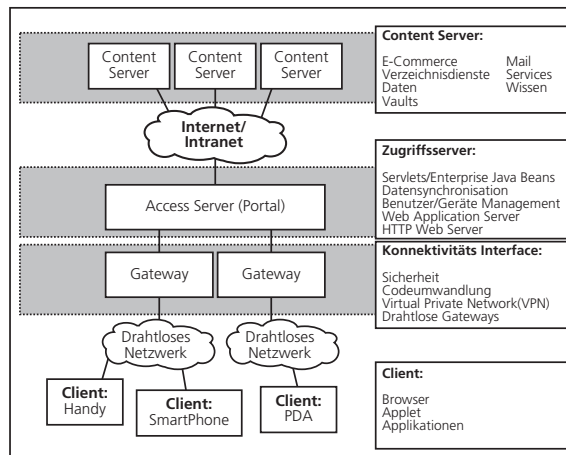 Content
Server
Content
Server
Content
Server
Internet/
Intranet
Access Server (Portal)
Gateway
Gateway
Drahtloses
Netzwerk
Drahtloses
Netzwerk
Client:
Handy
Client:
SmartPhone
Client:
PDA
Content Server:
E-Commerce Mail
Verzeichnisdienste Services
Daten Wissen
Vaults
Zugriffsserver:
Servlets/Enterprise Java Beans
Datensynchronisation
Benutzer/Geräte Management
Web Application Server
HTTP Web Server
Konnektivitäts Interface:
Sicherheit
Codeumwandlung
Virtual Private Network(VPN)
Drahtlose Gateways
Client:
Browser
Applet
Applikationen